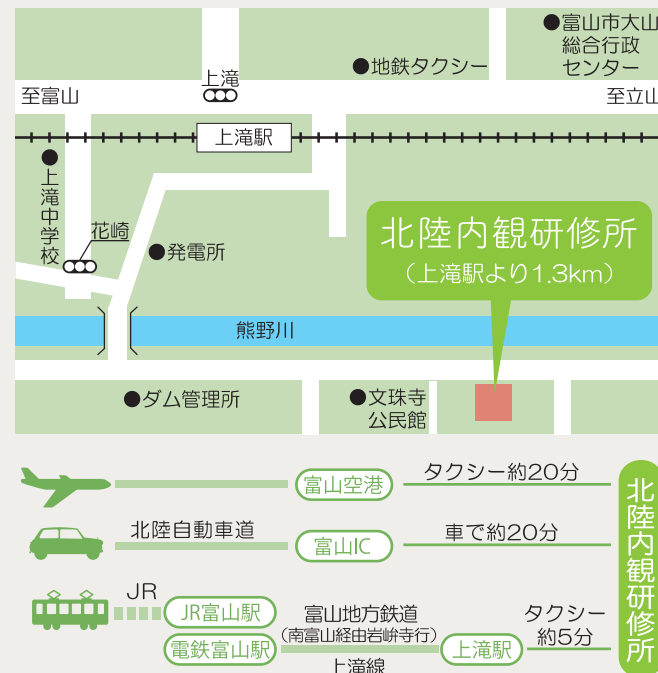 ●富山市大山
総合行政
センター
●地鉄タクシー
上滝
至富山
至立山
上滝駅
●
上滝中学校
花崎
●発電所
北陸内観研修所
（上滝駅より1.3km）
熊野川
●ダム管理所
●文珠寺
公民館
富山空港
タクシー約20分
北陸自動車道
富山IC
車で約20分
JR
JR富山駅
電鉄富山駅
富山地方鉄道
(南富山経由岩峅寺行)
上滝線
上滝駅
タクシー
約5分
北陸内観研修所